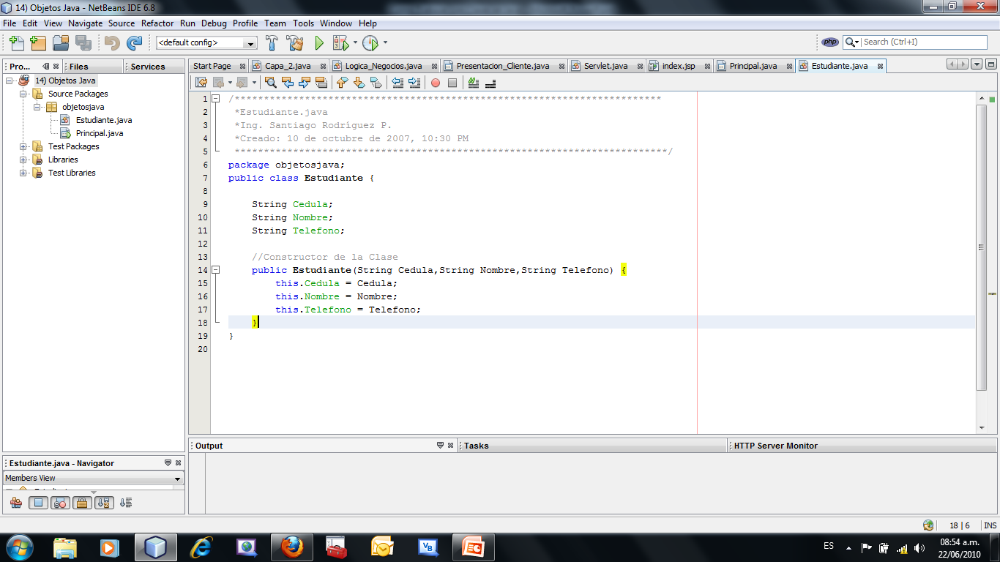 14) Objetos Java - NetBeans IDE 6.8
File Edit View Navigate Source Refactor Run Debug Profile Team Tools Window Help
<default config>
php
Search (Ctrl+I)
Pro... Files Services
Start Page Capa_2.java Logica_Negocios.java Presentacion_Cliente.java Servlet.java index.jsp Principal.java Estudiante.java
14) Objetos Java
Source Packages
objetosjava
Estudiante.java
Principal.java
Test Packages
Libraries
Test Libraries
1 /*************************************************************************
2 *Estudiante.java
3 *Ing. Santiago Rodríguez P.
4 *Creado: 10 de octubre de 2007, 10:30 PM
5 **************************************************************************/
6 package objetosjava;
7 public class Estudiante {
8
9 String Cedula;
10 String Nombre;
11 String Telefono;
12
13 //Constructor de la Clase
14 public Estudiante(String Cedula,String Nombre,String Telefono) {
15 this.Cedula = Cedula;
16 this.Nombre = Nombre;
17 this.Telefono = Telefono;
18 }
19 }
20
Output Tasks HTTP Server Monitor
Estudiante.java - Navigator
Members View
18 | 6 INS
VB
ES
08:54 a.m.
22/06/2010